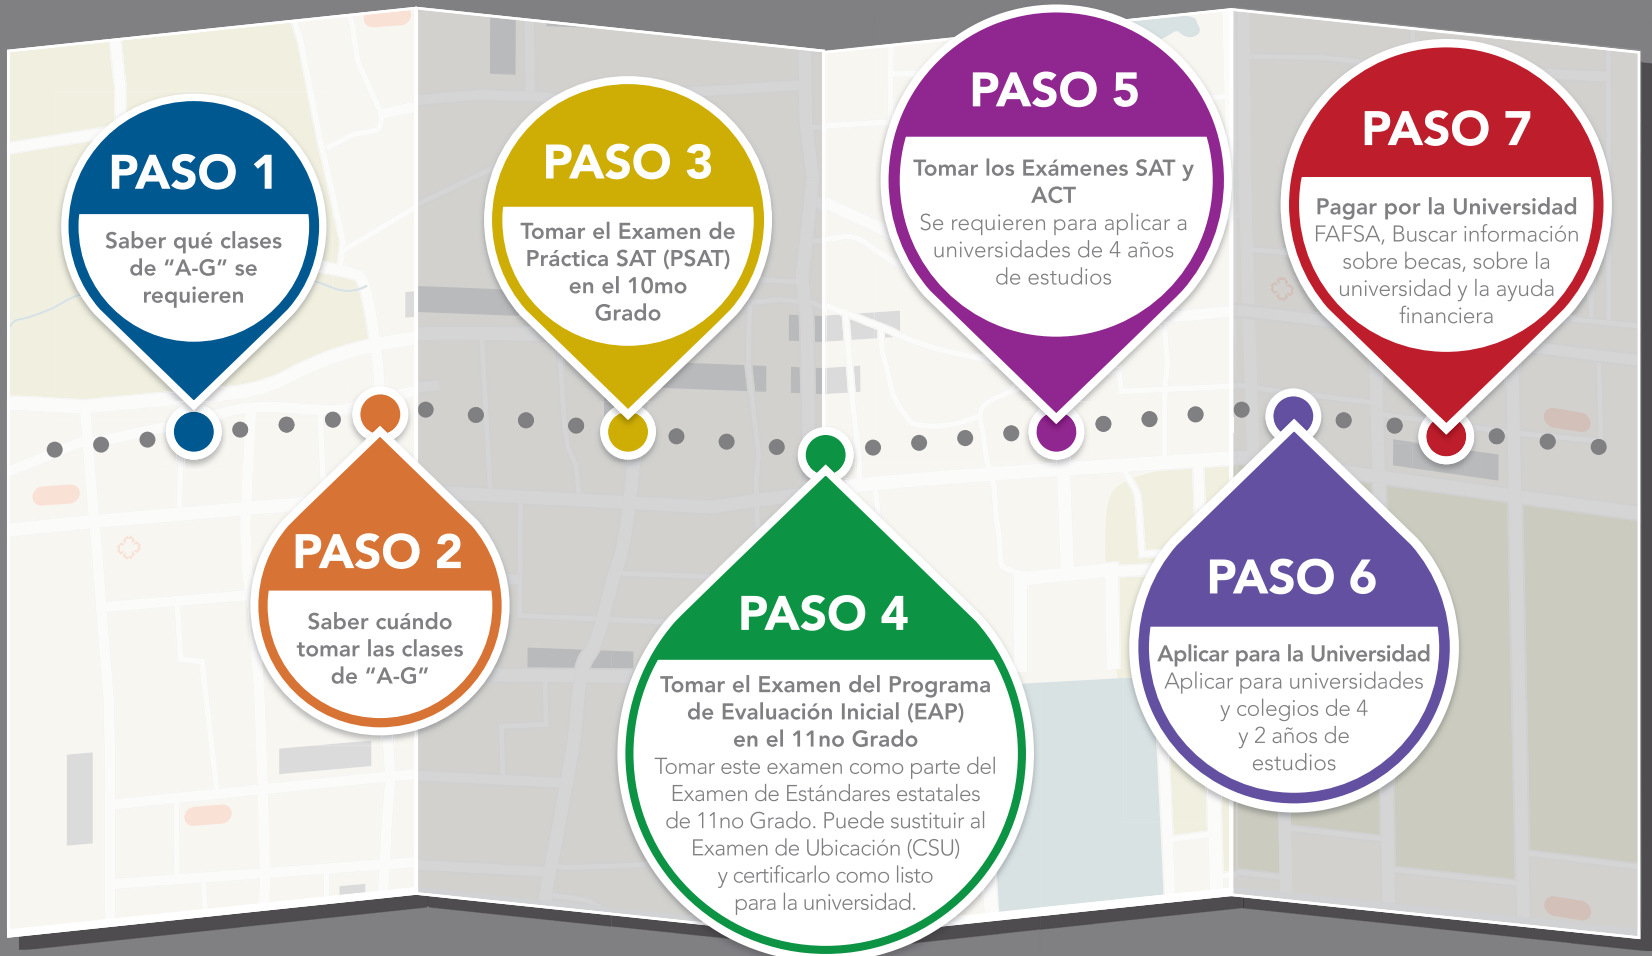 PASO 1
Saber qué clases
de “A-G” se
requieren
PASO 2
Saber cuándo
tomar las clases
de “A-G”
PASO 3
Tomar el Examen de
Práctica SAT (PSAT)
en el 10mo
Grado
PASO 4
Tomar el Examen del Programa
de Evaluación Inicial (EAP)
en el 11no Grado
Tomar este examen como parte del
Examen de Estándares estatales
de 11no Grado. Puede sustituir al
Examen de Ubicación (CSU)
y certificarlo como listo
para la universidad.
PASO 5
Tomar los Exámenes SAT y
ACT
Se requieren para aplicar a
universidades de 4 años
de estudios
PASO 6
Aplicar para la Universidad
Aplicar para universidades
y colegios de 4
y 2 años de
estudios
PASO 7
Pagar por la Universidad
FAFSA, Buscar información
sobre becas, sobre la
universidad y la ayuda
financiera